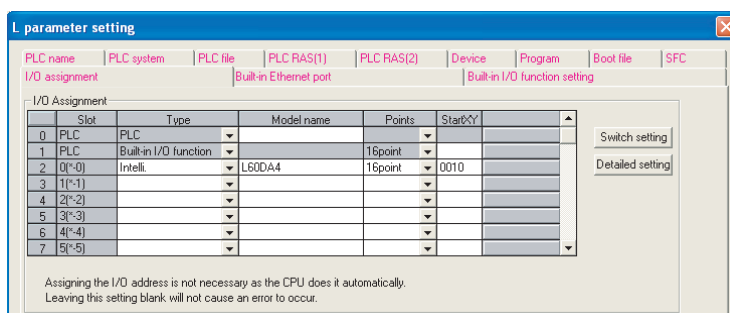 L parameter setting
PLC name PLC system PLC file PLC RAS(1) PLC RAS(2) Device Program Boot file SFC
I/O assignment Built-in Ethernet port Built-in I/O function setting
I/O Assignment
Slot Type Model name Points StartXY
0 PLC PLC
Switch setting
1 PLC Built-in I/O function 16point
2 0(*-0) Intelli. L60DA4 16point 0010
Detailed setting
3 1(*-1)
4 2(*-2)
5 3(*-3)
6 4(*-4)
7 5(*-5)
Assigning the I/O address is not necessary as the CPU does it automatically.
Leaving this setting blank will not cause an error to occur.